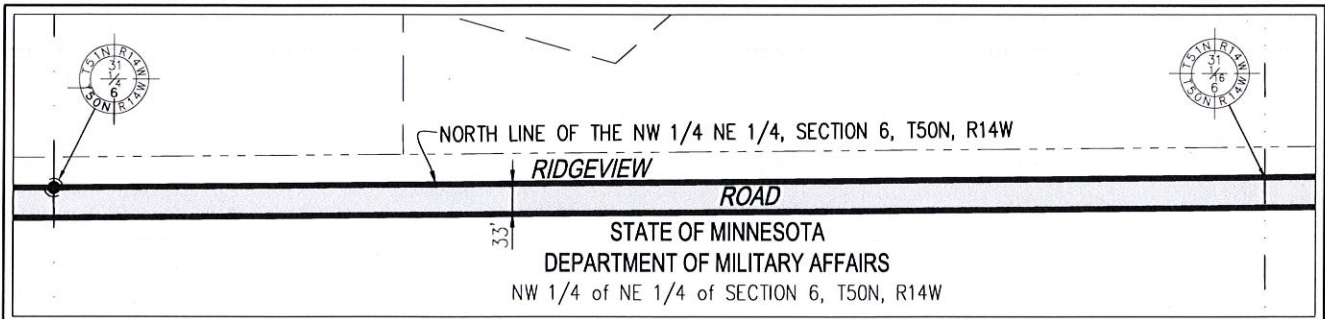 T51N R14W
31
1/4
6
T50N R14W
T51N R14W
31
1/16
6
T50N R14W
NORTH LINE OF THE NW 1/4 NE 1/4, SECTION 6, T50N, R14W
RIDGEVIEW
ROAD
33'
STATE OF MINNESOTA
DEPARTMENT OF MILITARY AFFAIRS
NW 1/4 of NE 1/4 of SECTION 6, T50N, R14W